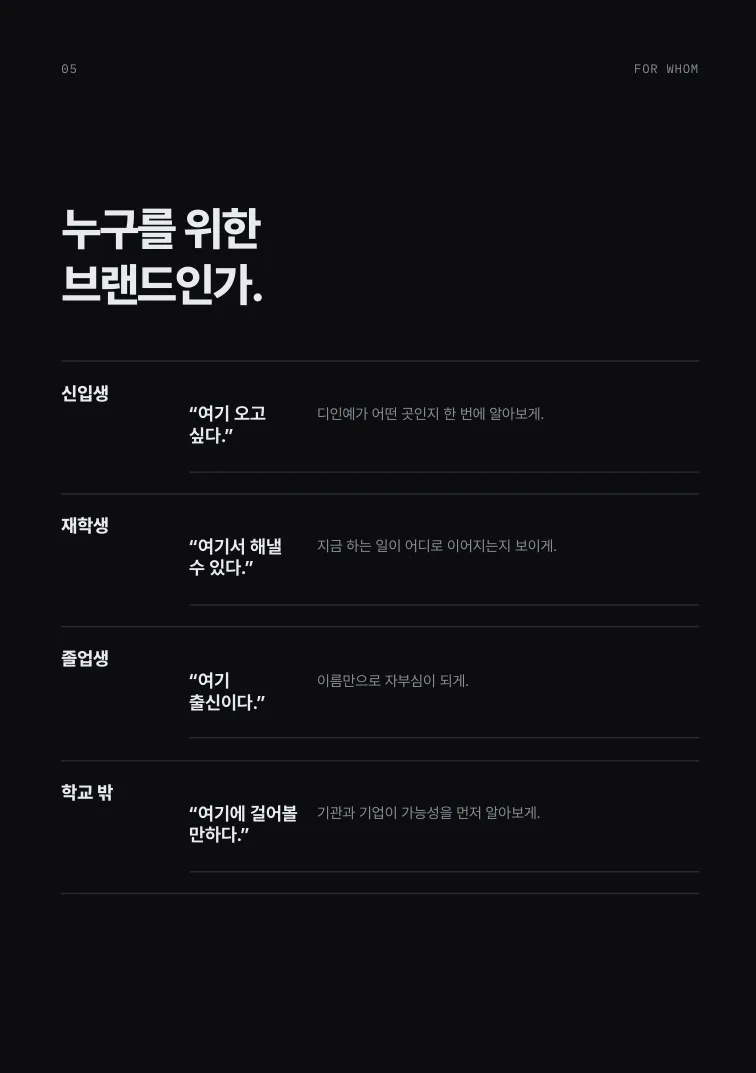 05
FOR WHOM
누구를 위한
브랜드인가.
신입생
“여기 오고
싶다.”
디인예가 어떤 곳인지 한 번에 알아보게.
재학생
“여기서 해낼
수 있다.”
지금 하는 일이 어디로 이어지는지 보이게.
졸업생
“여기
출신이다.”
이름만으로 자부심이 되게.
학교 밖
“여기에 걸어볼
만하다.”
기관과 기업이 가능성을 먼저 알아보게.